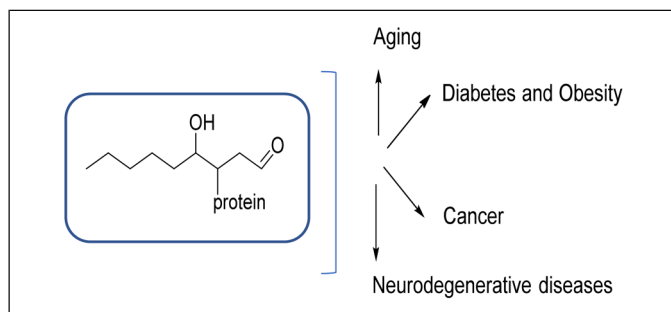 Aging
Diabetes and Obesity
OH
O
protein
Cancer
Neurodegenerative diseases